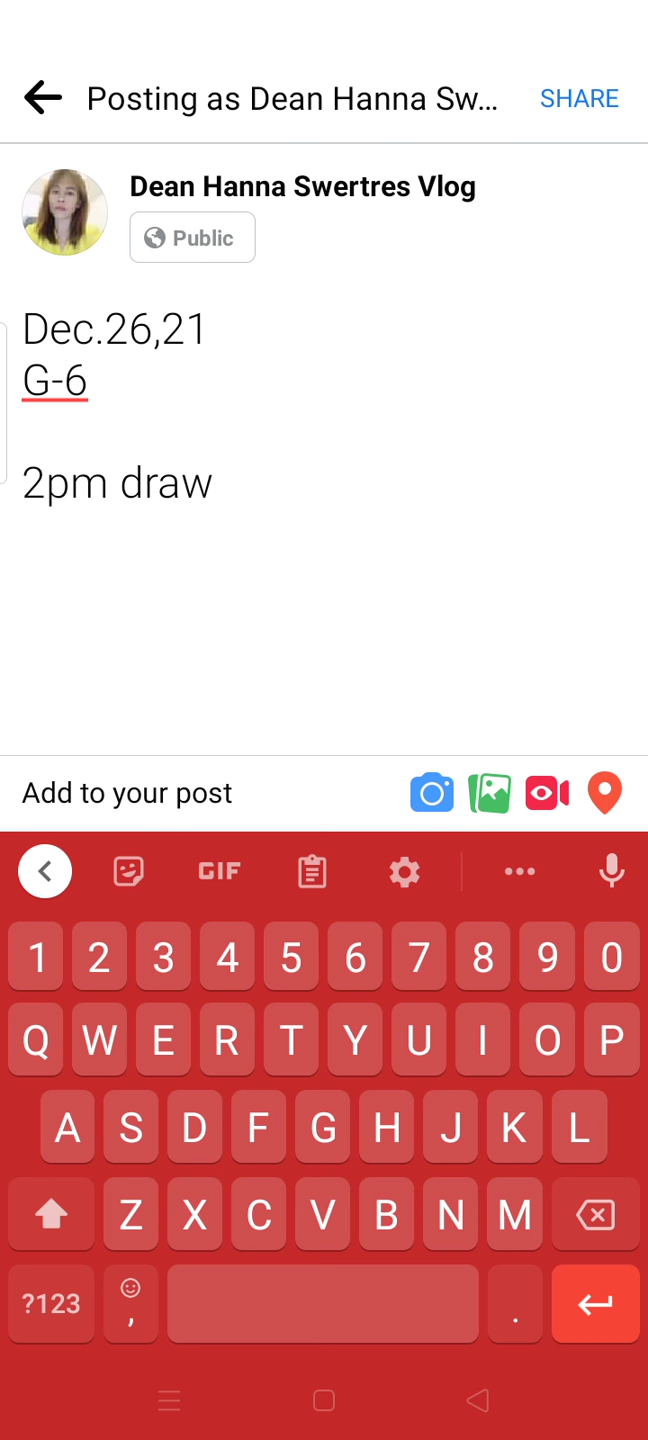 Posting as Dean Hanna Sw...
SHARE
Dean Hanna Swertres Vlog
Public
Dec.26,21
G-6
2pm draw
Add to your post
GIF
1 2 3 4 5 6 7 8 9 0
Q W E R T Y U I O P
A S D F G H J K L
Z X C V B N M
?123 , .